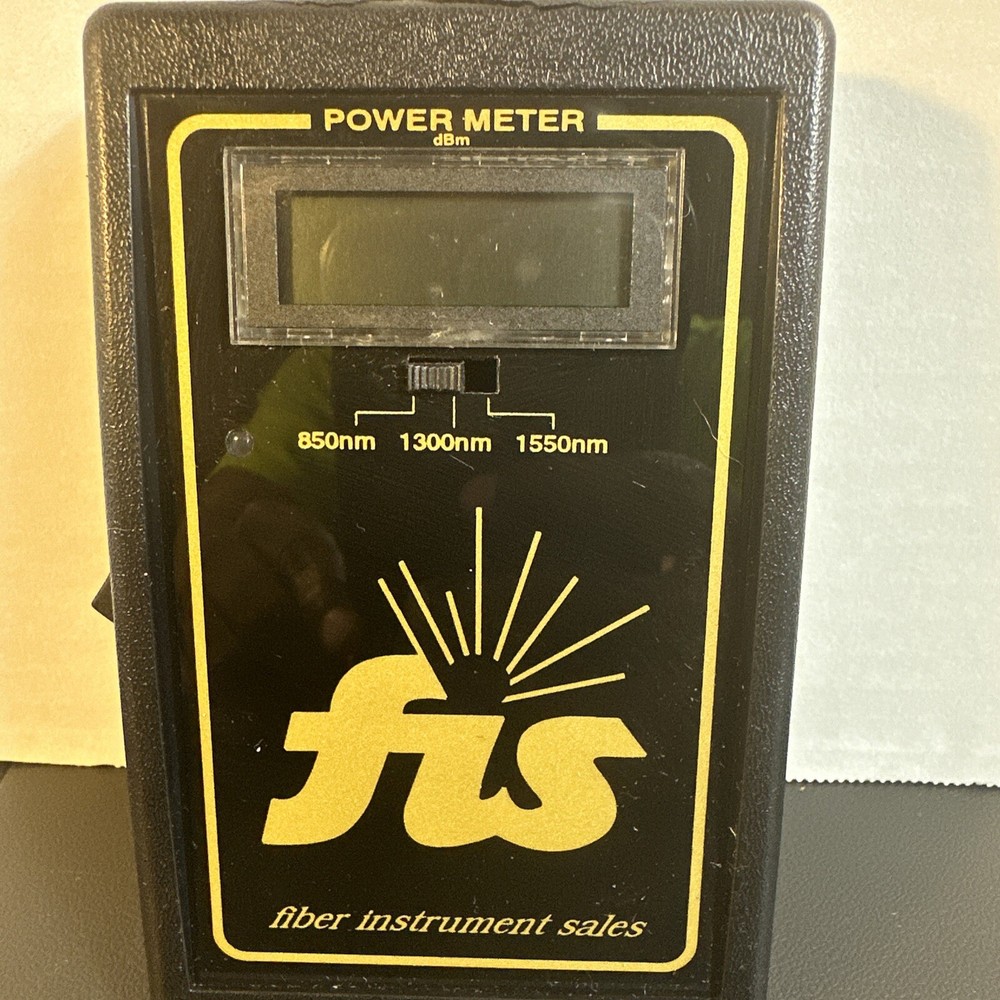 POWER METER
dBm
850nm 1300nm 1550nm
fis
fiber instrument sales